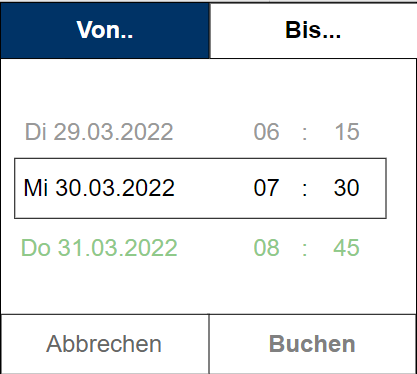 Von.. Bis...
Di 29.03.2022 06 : 15
Mi 30.03.2022 07 : 30
Do 31.03.2022 08 : 45
Abbrechen Buchen